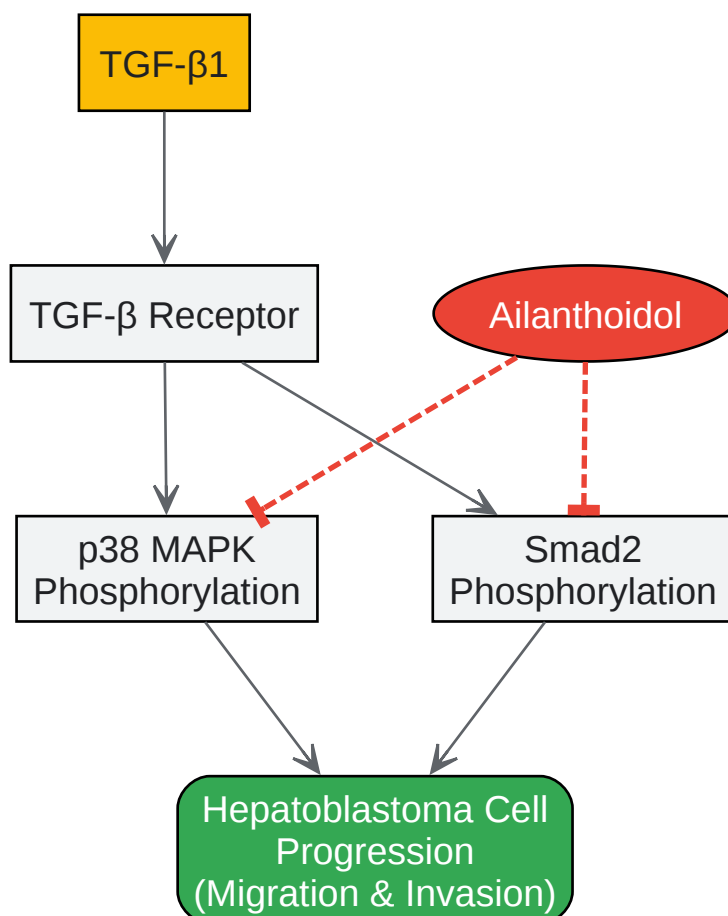 TGF-β1
TGF-β Receptor
Ailanthoidol
p38 MAPK
Phosphorylation
Smad2
Phosphorylation
Hepatoblastoma Cell
Progression
(Migration & Invasion)